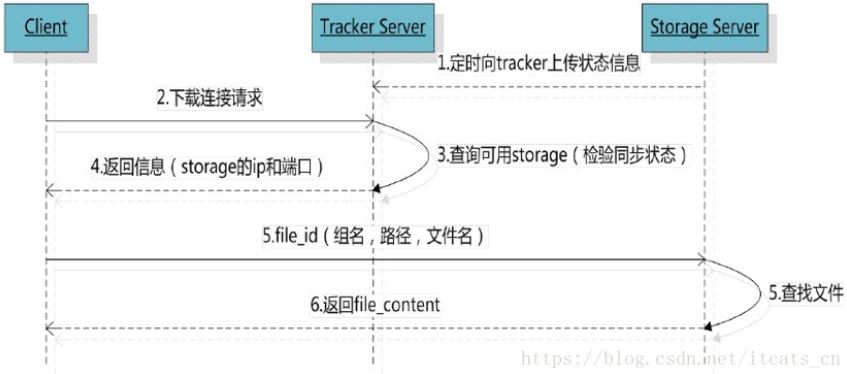 Client
Tracker Server
Storage Server
1.定时向tracker上传状态信息
2.下载连接请求
3.查询可用storage（检验同步状态）
4.返回信息（storage的ip和端口）
5.file_id（组名，路径，文件名）
5.查找文件
6.返回file_content
https://blog.csdn.net/itcats_cn